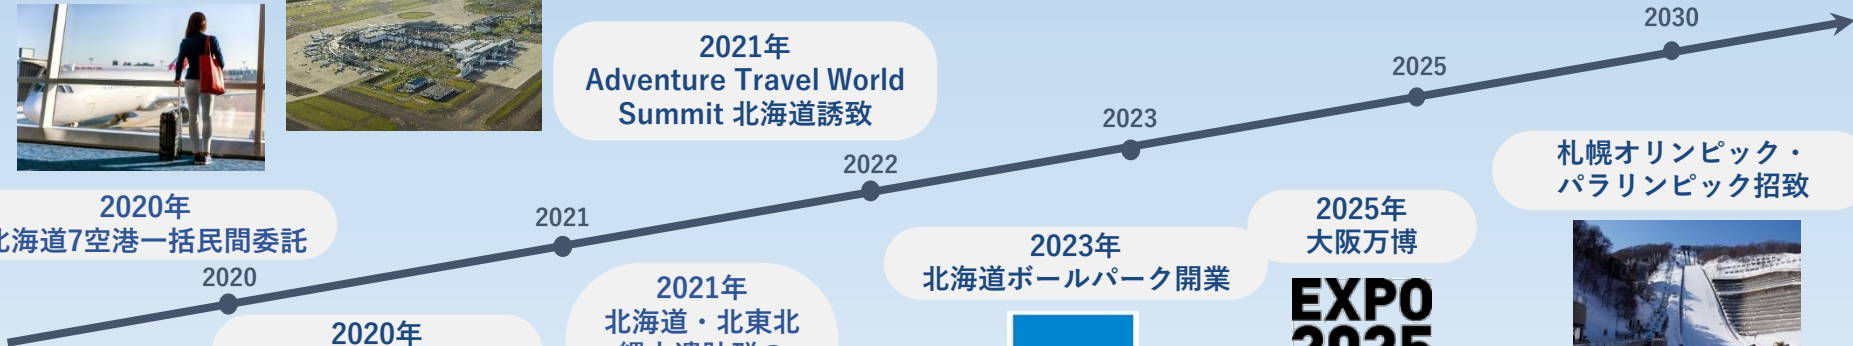 2021年
Adventure Travel World
Summit 北海道誘致
2030
2025
2023
2022
2021
2020
2020年
北海道7空港一括民間委託
2020年
2021年
北海道・北東北
2023年
北海道ボールパーク開業
2025年
大阪万博
EXPO
2025
札幌オリンピック・
パラリンピック招致